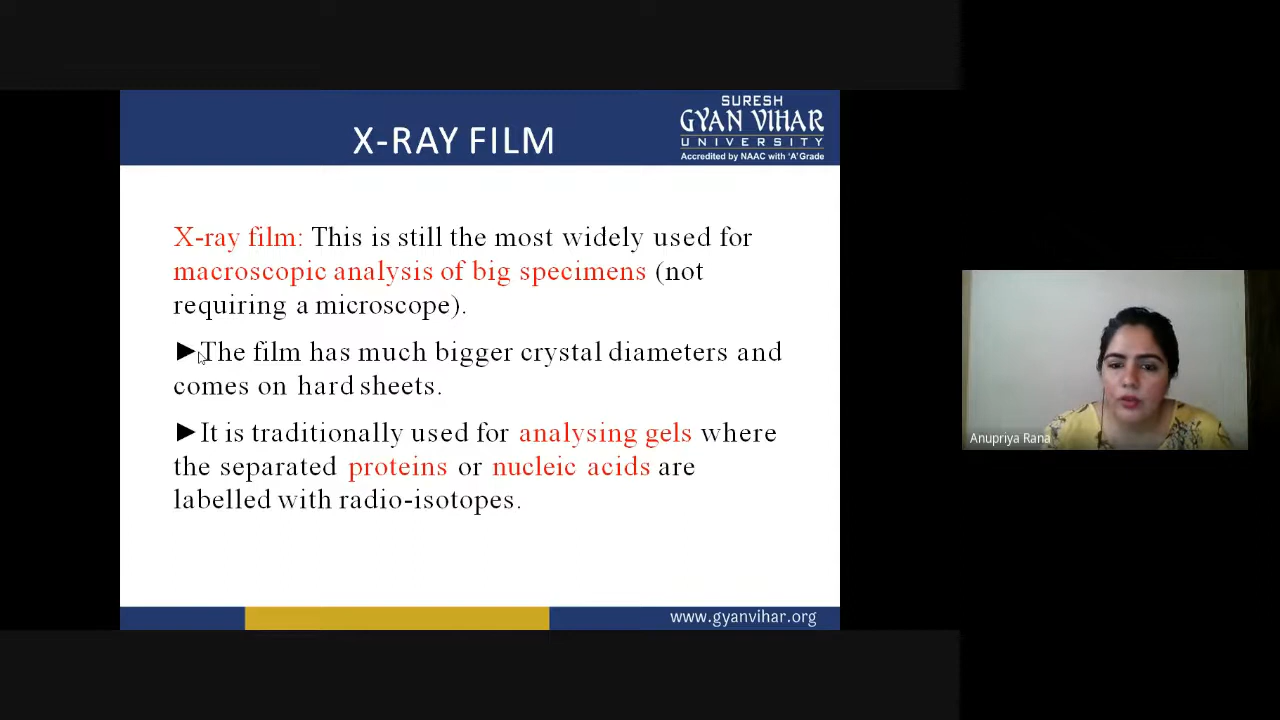 X-RAY FILM
SURESH
GYAN VIHAR
UNIVERSITY
Accredited by NAAC with 'A' Grade
X-ray film: This is still the most widely used for
macroscopic analysis of big specimens (not
requiring a microscope).
►The film has much bigger crystal diameters and
comes on hard sheets.
►It is traditionally used for analysing gels where
the separated proteins or nucleic acids are
labelled with radio-isotopes.
www.gyanvihar.org
Anupriya Rana